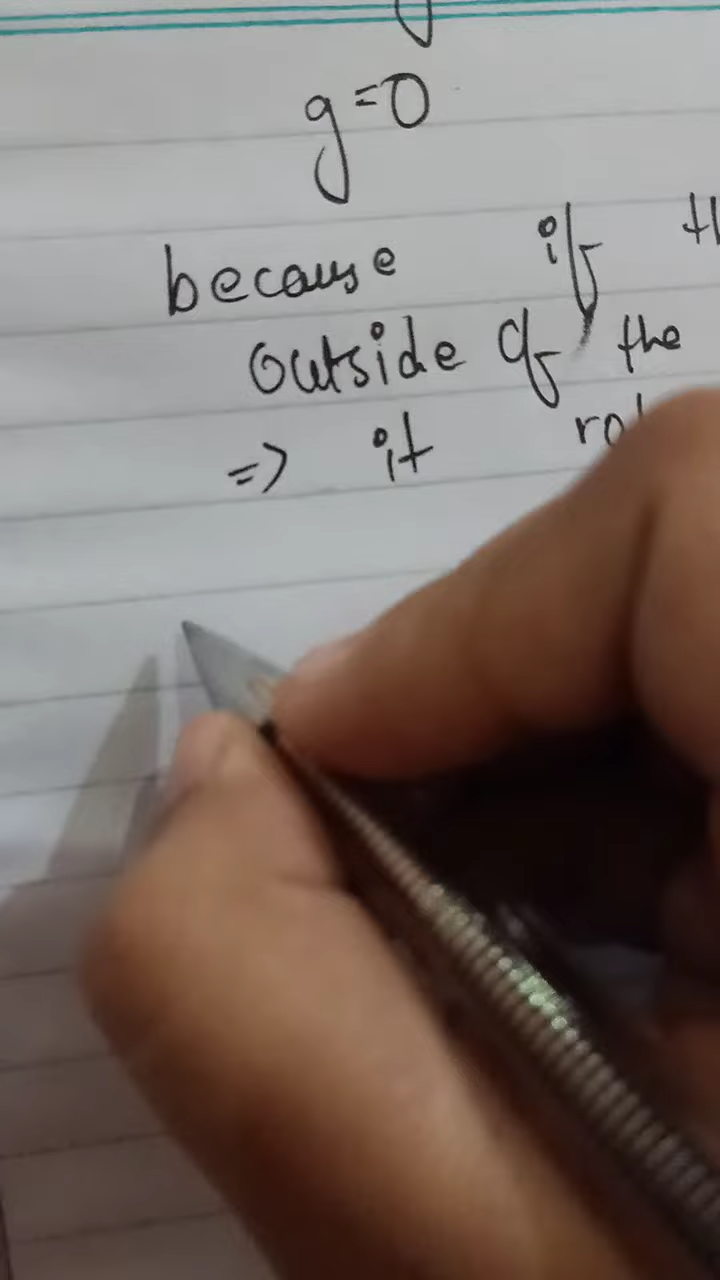 g=0
because if
outside of the
=> it